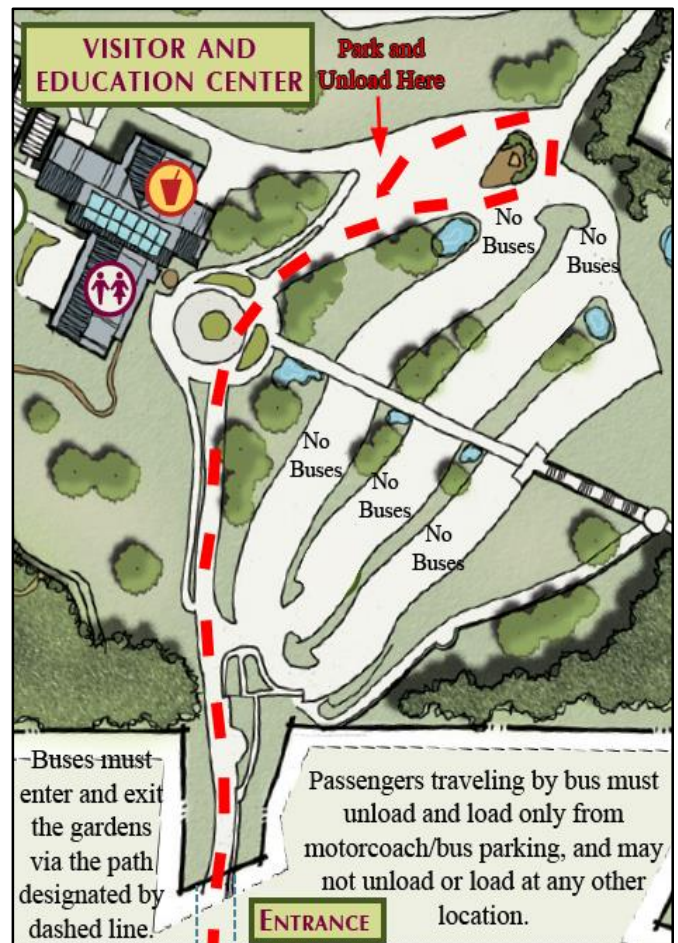 VISITOR AND
EDUCATION CENTER
Park and
Unload Here
No
Buses
No
Buses
No
Buses
No
Buses
No
Buses
Buses must
enter and exit
the gardens
via the path
designated by
dashed line.
Passengers traveling by bus must
unload and load only from
motorcoach/bus parking, and may
not unload or load at any other
location.
ENTRANCE